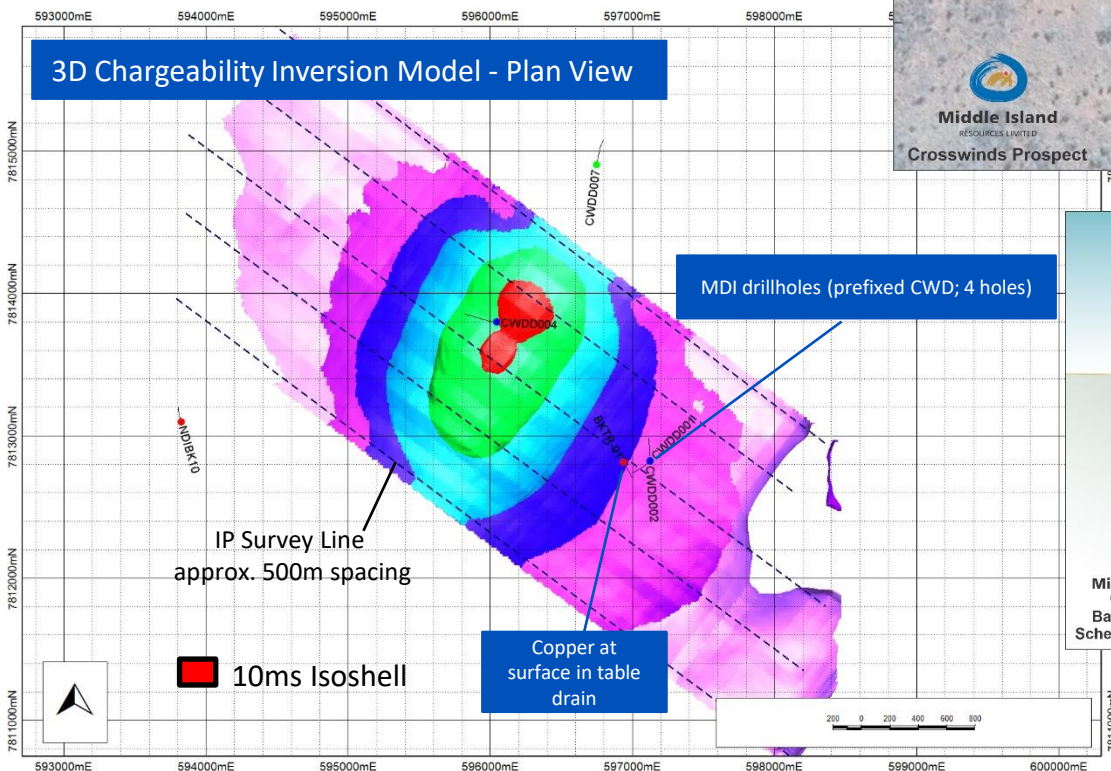 593000mE 594000mE 595000mE 596000mE 597000mE 598000mE
3D Chargeability Inversion Model - Plan View
Middle Island
RESOURCES LIMITED
Crosswinds Prospect
7815000mN
7814000mN
7813000mN
7812000mN
7811000mN
CWDD007
MDI drillholes (prefixed CWD; 4 holes)
CWDD004
NDIBK10
CWDD002
IP Survey Line
approx. 500m spacing
Copper at
surface in table
drain
10ms Isoshell
200 0 200 400 600 800
593000mE 594000mE 595000mE 596000mE 597000mE 598000mE 599000mE 600000mE